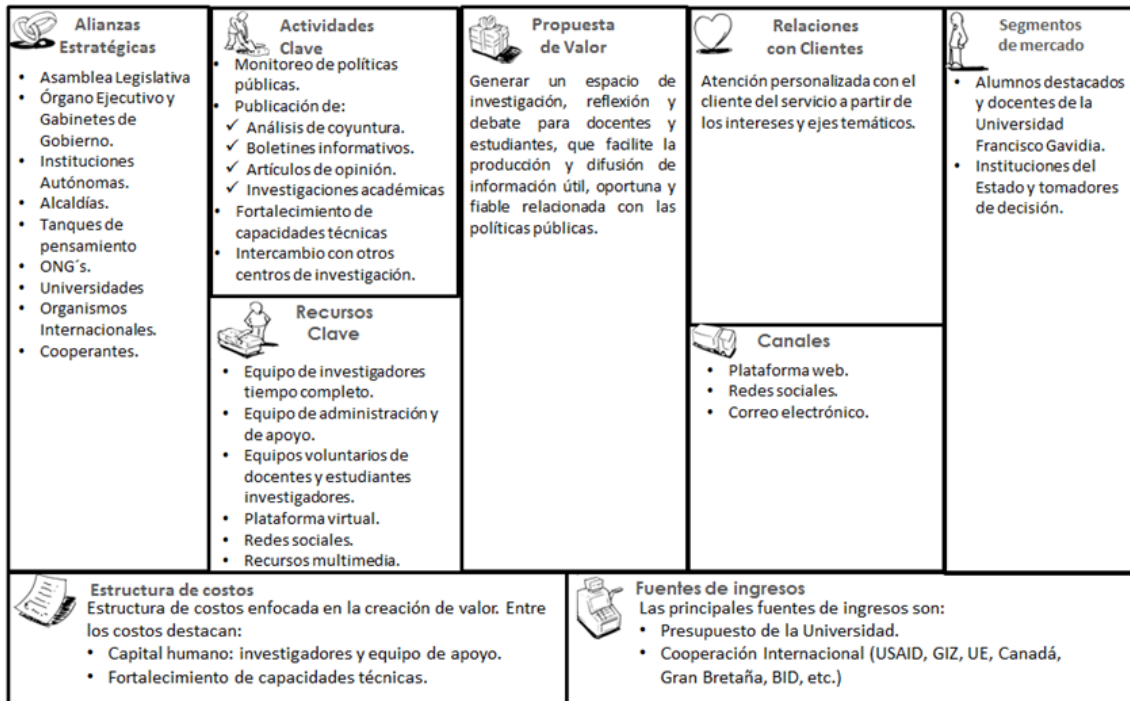 Alianzas
Estratégicas
• Asamblea Legislativa
• Órgano Ejecutivo y
Gabinetes de
Gobierno.
• Instituciones
Autónomas.
• Alcaldías.
• Tanques de
pensamiento
• ONG´s.
• Universidades
• Organismos
Internacionales.
• Cooperantes.
Actividades
Clave
• Monitoreo de políticas
públicas.
• Publicación de:
✓ Análisis de coyuntura.
✓ Boletines informativos.
✓ Artículos de opinión.
✓ Investigaciones académicas
• Fortalecimiento de
capacidades técnicas
• Intercambio con otros
centros de investigación.
Recursos
Clave
• Equipo de investigadores
tiempo completo.
• Equipo de administración y
de apoyo.
• Equipos voluntarios de
docentes y estudiantes
investigadores.
• Plataforma virtual.
• Redes sociales.
• Recursos multimedia.
Propuesta
de Valor
Generar un espacio de
investigación, reflexión y
debate para docentes y
estudiantes, que facilite la
producción y difusión de
información útil, oportuna y
fiable relacionada con las
políticas públicas.
Relaciones
con Clientes
Atención personalizada con el
cliente del servicio a partir de
los intereses y ejes temáticos.
Canales
• Plataforma web.
• Redes sociales.
• Correo electrónico.
Segmentos
de mercado
• Alumnos destacados
y docentes de la
Universidad
Francisco Gavidia.
• Instituciones del
Estado y tomadores
de decisión.
Estructura de costos
Estructura de costos enfocada en la creación de valor. Entre
los costos destacan:
• Capital humano: investigadores y equipo de apoyo.
• Fortalecimiento de capacidades técnicas.
Fuentes de ingresos
Las principales fuentes de ingresos son:
• Presupuesto de la Universidad.
• Cooperación Internacional (USAID, GIZ, UE, Canadá,
Gran Bretaña, BID, etc.)